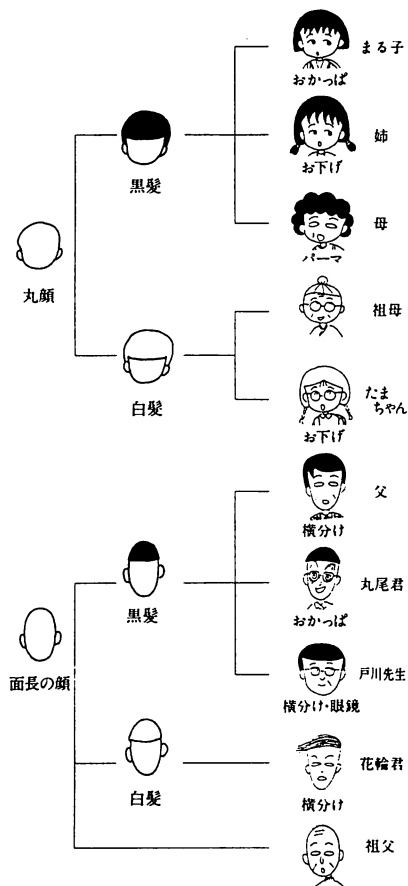 まる子
おかっぱ
姉
お下げ
黒髪
母
パーマ
丸顔
祖母
白髪
たま
ちゃん
お下げ
父
横分け
黒髪
丸尾君
おかっぱ
面長の顔
戸川先生
横分け・眼鏡
花輪君
白髪
横分け
祖父